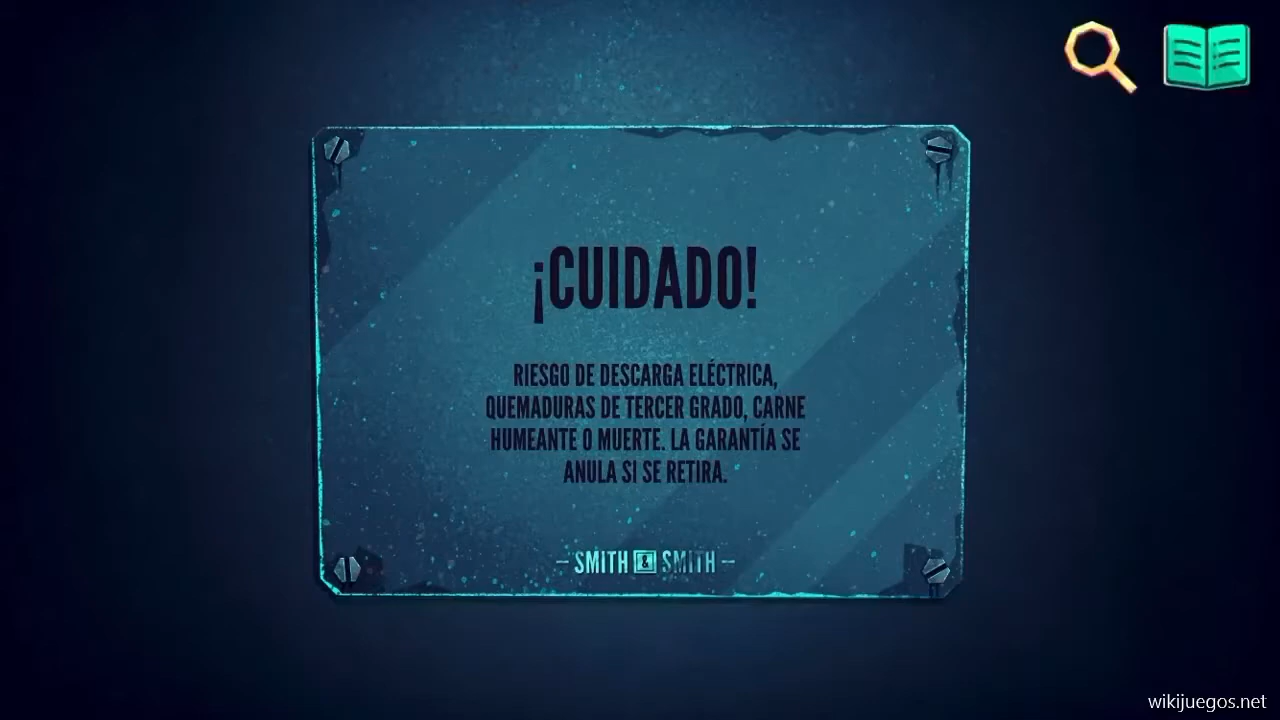 ¡CUIDADO!
RIESGO DE DESCARGA ELÉCTRICA,
QUEMADURAS DE TERCER GRADO, CARNE
HUMEANTE O MUERTE. LA GARANTÍA SE
ANULA SI SE RETIRA.
– SMITH & SMITH –
wikijuegos.net